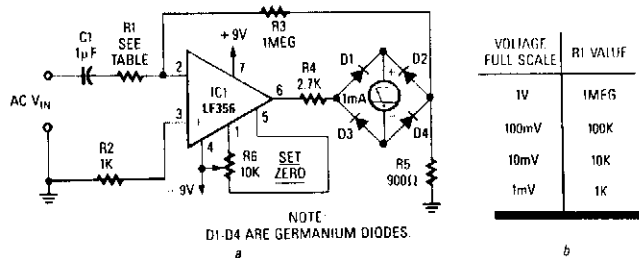 C1
1µF
R1
SEE
TABLE
R3
1MEG
+9V
7
2
IC1
LF356
6
3
+
4
1
5
R4
2.7K
D1
D2
+
1mA
-
D3
D4
AC VIN
R2
1K
R6
10K
SET
ZERO
R5
900Ω
- 9V
NOTE:
D1-D4 ARE GERMANIUM DIODES.
a
VOLTAGE FULL SCALE R1 VALUE
1V 1MEG
100mV 100K
10mV 10K
1mV 1K
b